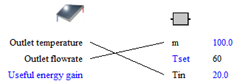 Outlet temperature m 100.0
Outlet flowrate Tset 60
Useful energy gain Tin 20.0